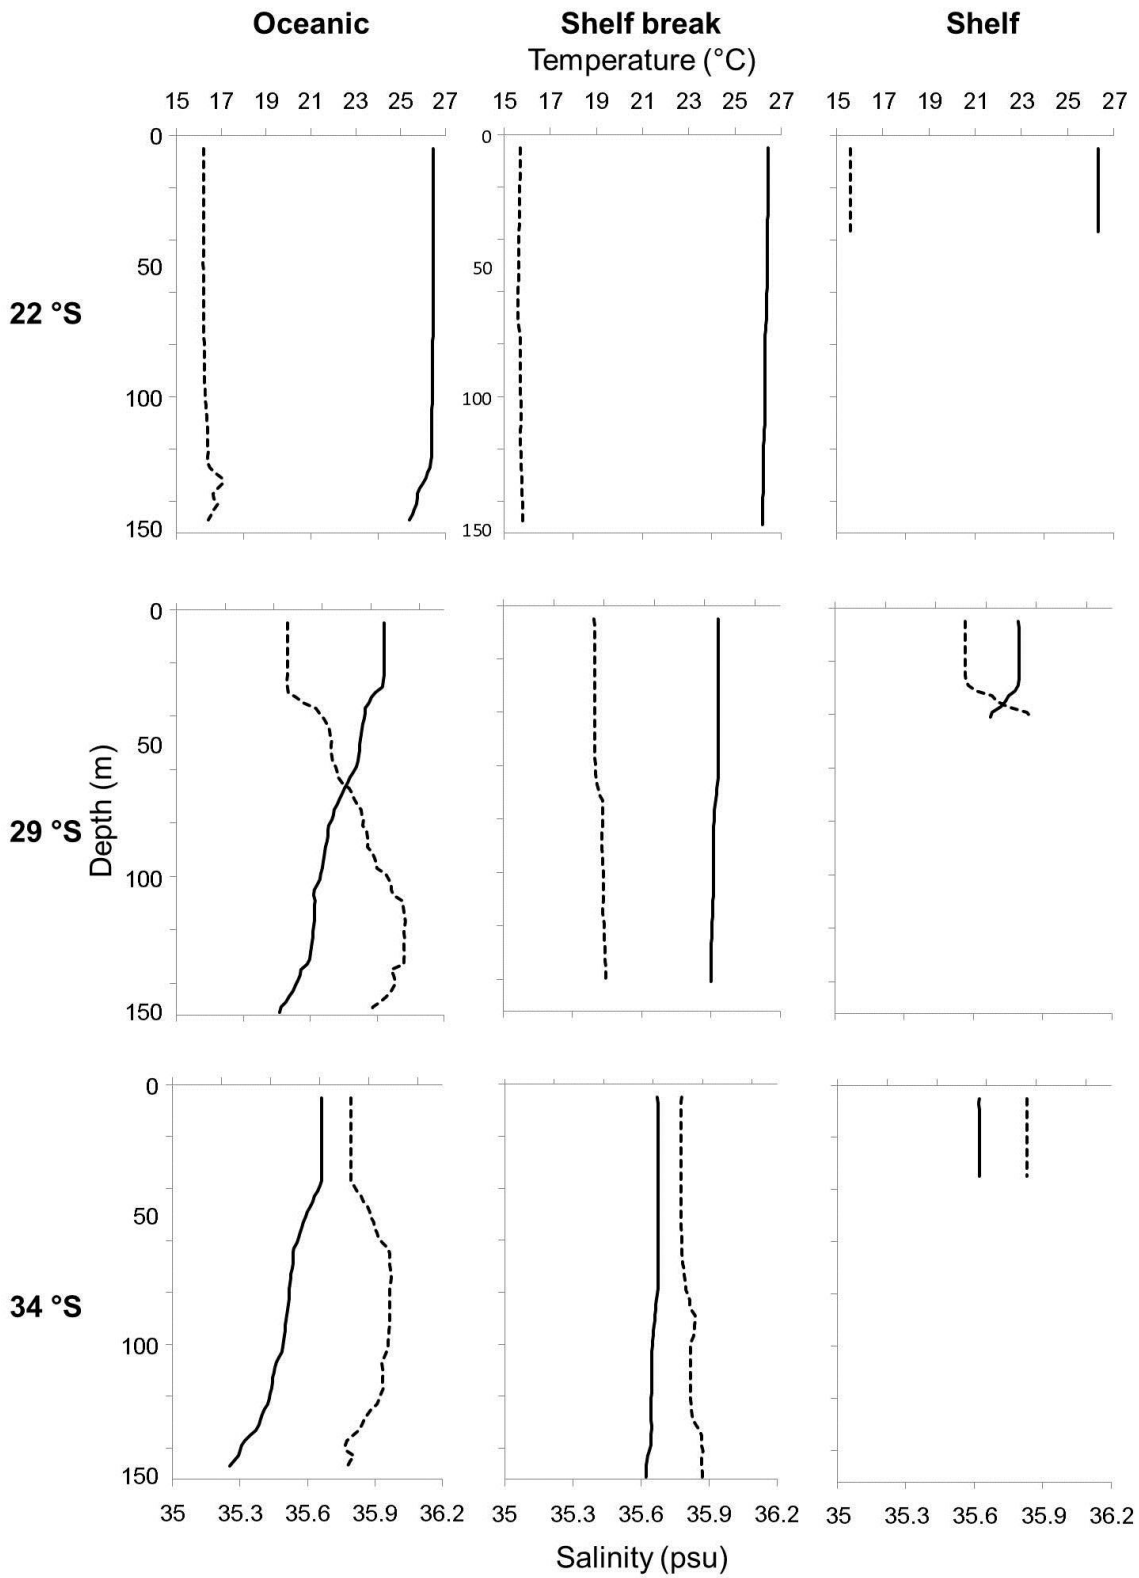 Oceanic Shelf break Shelf
Temperature (°C)
15 17 19 21 23 25 27 15 17 19 21 23 25 27 15 17 19 21 23 25 27
0 0
50 50
22 °S
100 100
150 150
0
50
29 °S Depth (m)
100
150
0
50
34 °S
100
150
35 35.3 35.6 35.9 36.2 15 35.3 35.6 35.9 36.2 35 35.3 35.6 35.9 36.2
Salinity (psu)